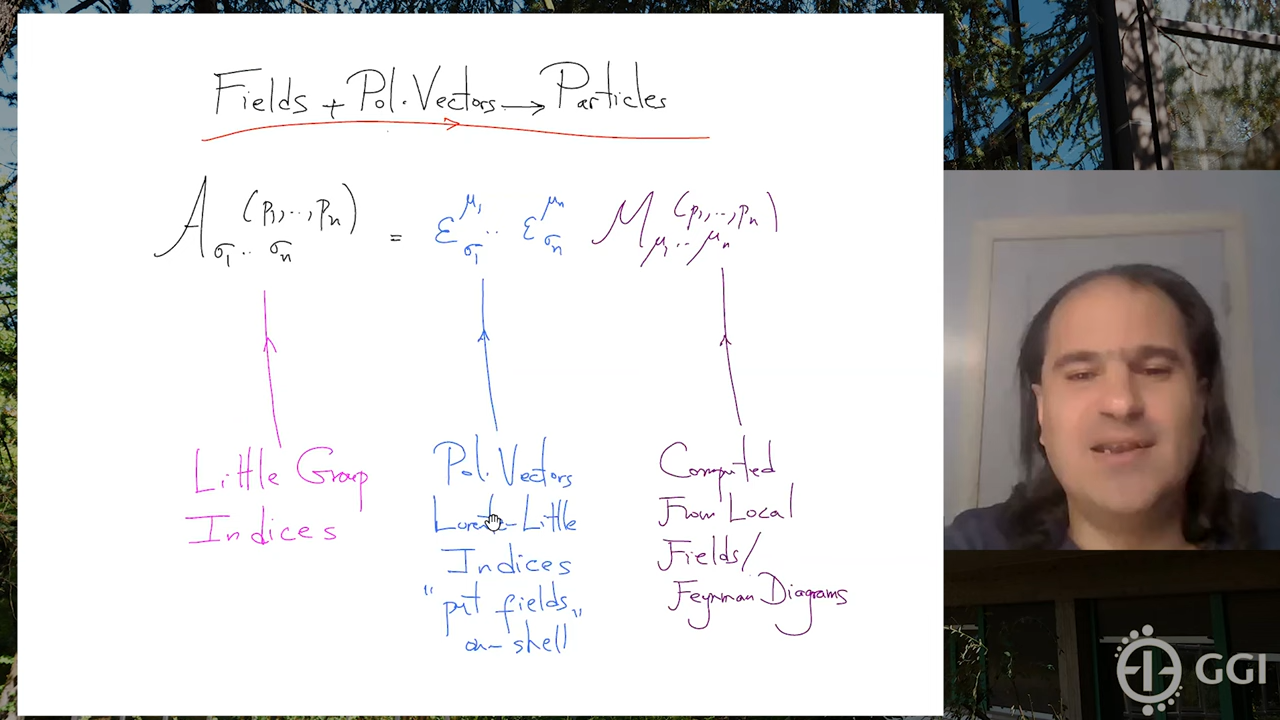 Fields + Pol. Vectors → Particles
A σ₁ ·· σₙ (p₁, ··, pₙ) = ε^μ₁ σ₁ ·· ε^μₙ σₙ M μ₁ ·· μₙ (p₁, ··, pₙ)
Little Group
Indices
Pol. Vectors
Lorentz-Little
Indices
"put fields"
on-shell
Computed
From Local
Fields/
Feynman Diagrams
GGI